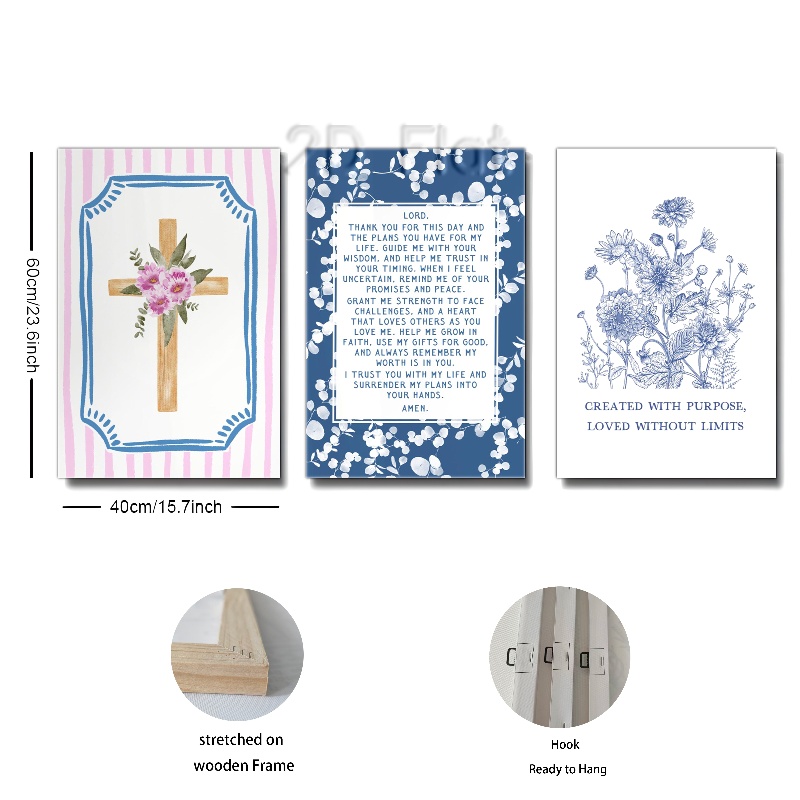 2D Flat
60cm/23.6inch
40cm/15.7inch
LORD,
THANK YOU FOR THIS DAY AND
THE PLANS YOU HAVE FOR MY
LIFE. GUIDE ME WITH YOUR
WISDOM, AND HELP ME TRUST IN
YOUR TIMING. WHEN I FEEL
UNCERTAIN, REMIND ME OF YOUR
PROMISES AND PEACE.
GRANT ME STRENGTH TO FACE
CHALLENGES, AND A HEART
THAT LOVES OTHERS AS YOU
LOVE ME. HELP ME GROW IN
FAITH, USE MY GIFTS FOR GOOD,
AND ALWAYS REMEMBER MY
WORTH IS IN YOU.
I TRUST YOU WITH MY LIFE AND
SURRENDER MY PLANS INTO
YOUR HANDS.
AMEN.
CREATED WITH PURPOSE,
LOVED WITHOUT LIMITS
stretched on
wooden Frame
Hook
Ready to Hang